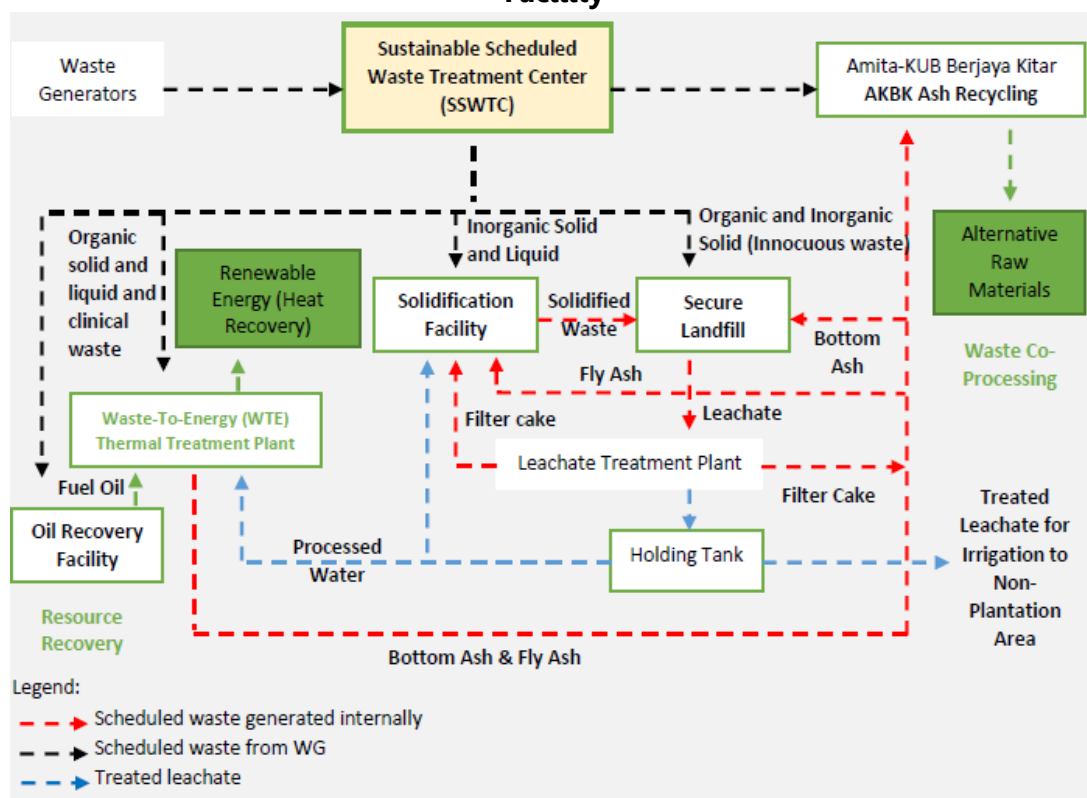 Facility
Waste
Generators
Sustainable Scheduled
Waste Treatment Center
(SSWTC)
Amita-KUB Berjaya Kitar
AKBK Ash Recycling
Organic
solid and
liquid and
clinical
waste
Renewable
Energy (Heat
Recovery)
Inorganic Solid
and Liquid
Organic and Inorganic
Solid (Innocuous waste)
Alternative
Raw
Materials
Solidification
Facility
Solidified
Waste
Secure
Landfill
Bottom
Ash
Waste Co-
Processing
Fly Ash
Waste-To-Energy (WTE)
Thermal Treatment Plant
Filter cake
Leachate
Leachate Treatment Plant
Filter Cake
Fuel Oil
Oil Recovery
Facility
Processed
Water
Holding Tank
Treated
Leachate for
Irrigation to
Non-
Plantation
Area
Resource
Recovery
Bottom Ash & Fly Ash
Legend:
Scheduled waste generated internally
Scheduled waste from WG
Treated leachate